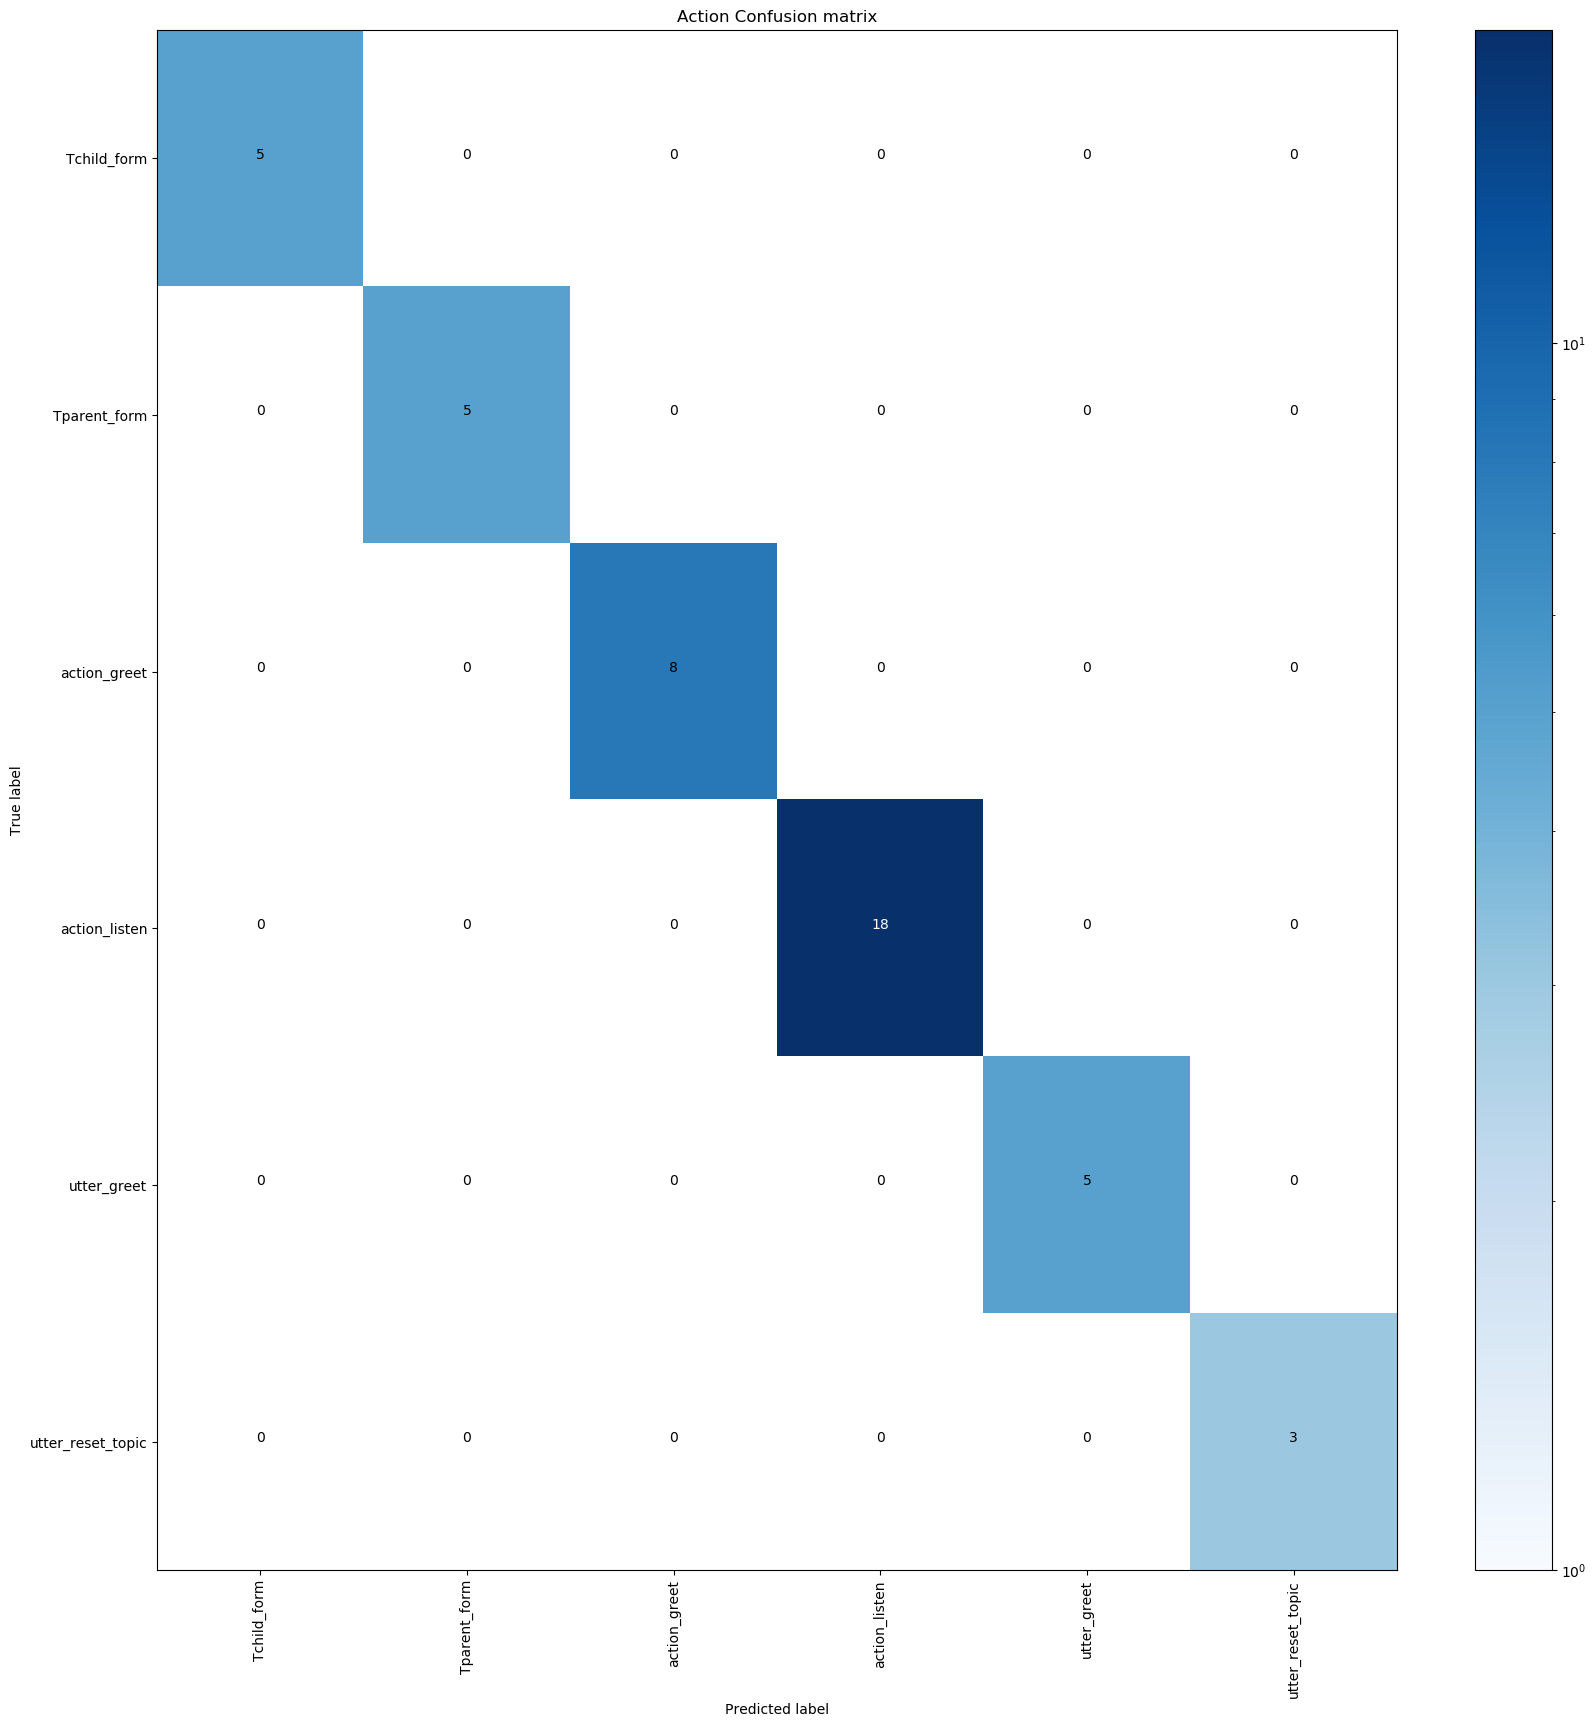 Action Confusion matrix
Tchild_form 5 0 0 0 0 0
Tparent_form 0 5 0 0 0 0
action_greet 0 0 8 0 0 0
action_listen 0 0 0 18 0 0
utter_greet 0 0 0 0 5 0
utter_reset_topic 0 0 0 0 0 3
True label
Tchild_form
Tparent_form
action_greet
action_listen
utter_greet
utter_reset_topic
Predicted label
10¹
10⁰